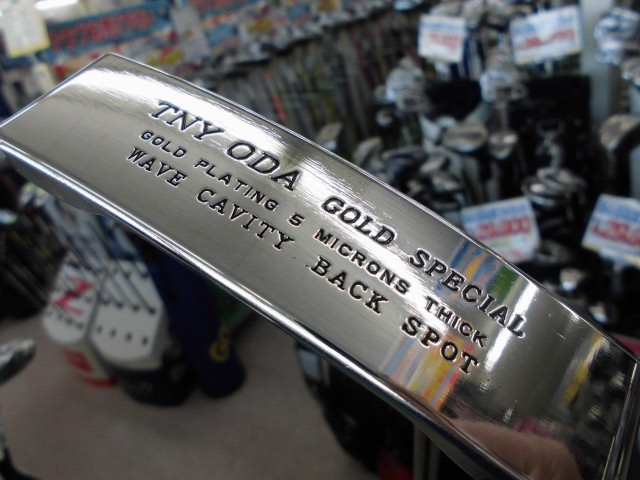 TNY ODA GOLD SPECIAL
GOLD PLATING 5 MICRONS THICK
WAVE CAVITY BACK SPOT